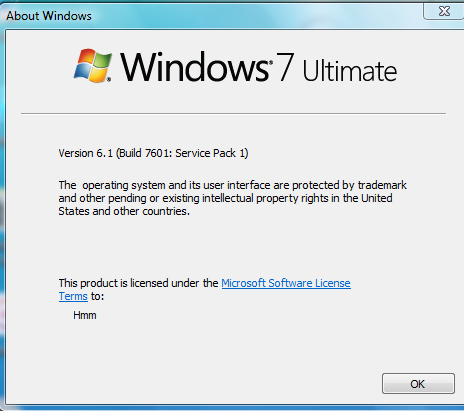 About Windows
Windows® 7 Ultimate
Version 6.1 (Build 7601: Service Pack 1)
The operating system and its user interface are protected by trademark
and other pending or existing intellectual property rights in the United
States and other countries.
This product is licensed under the Microsoft Software License
Terms to:
Hmm
OK